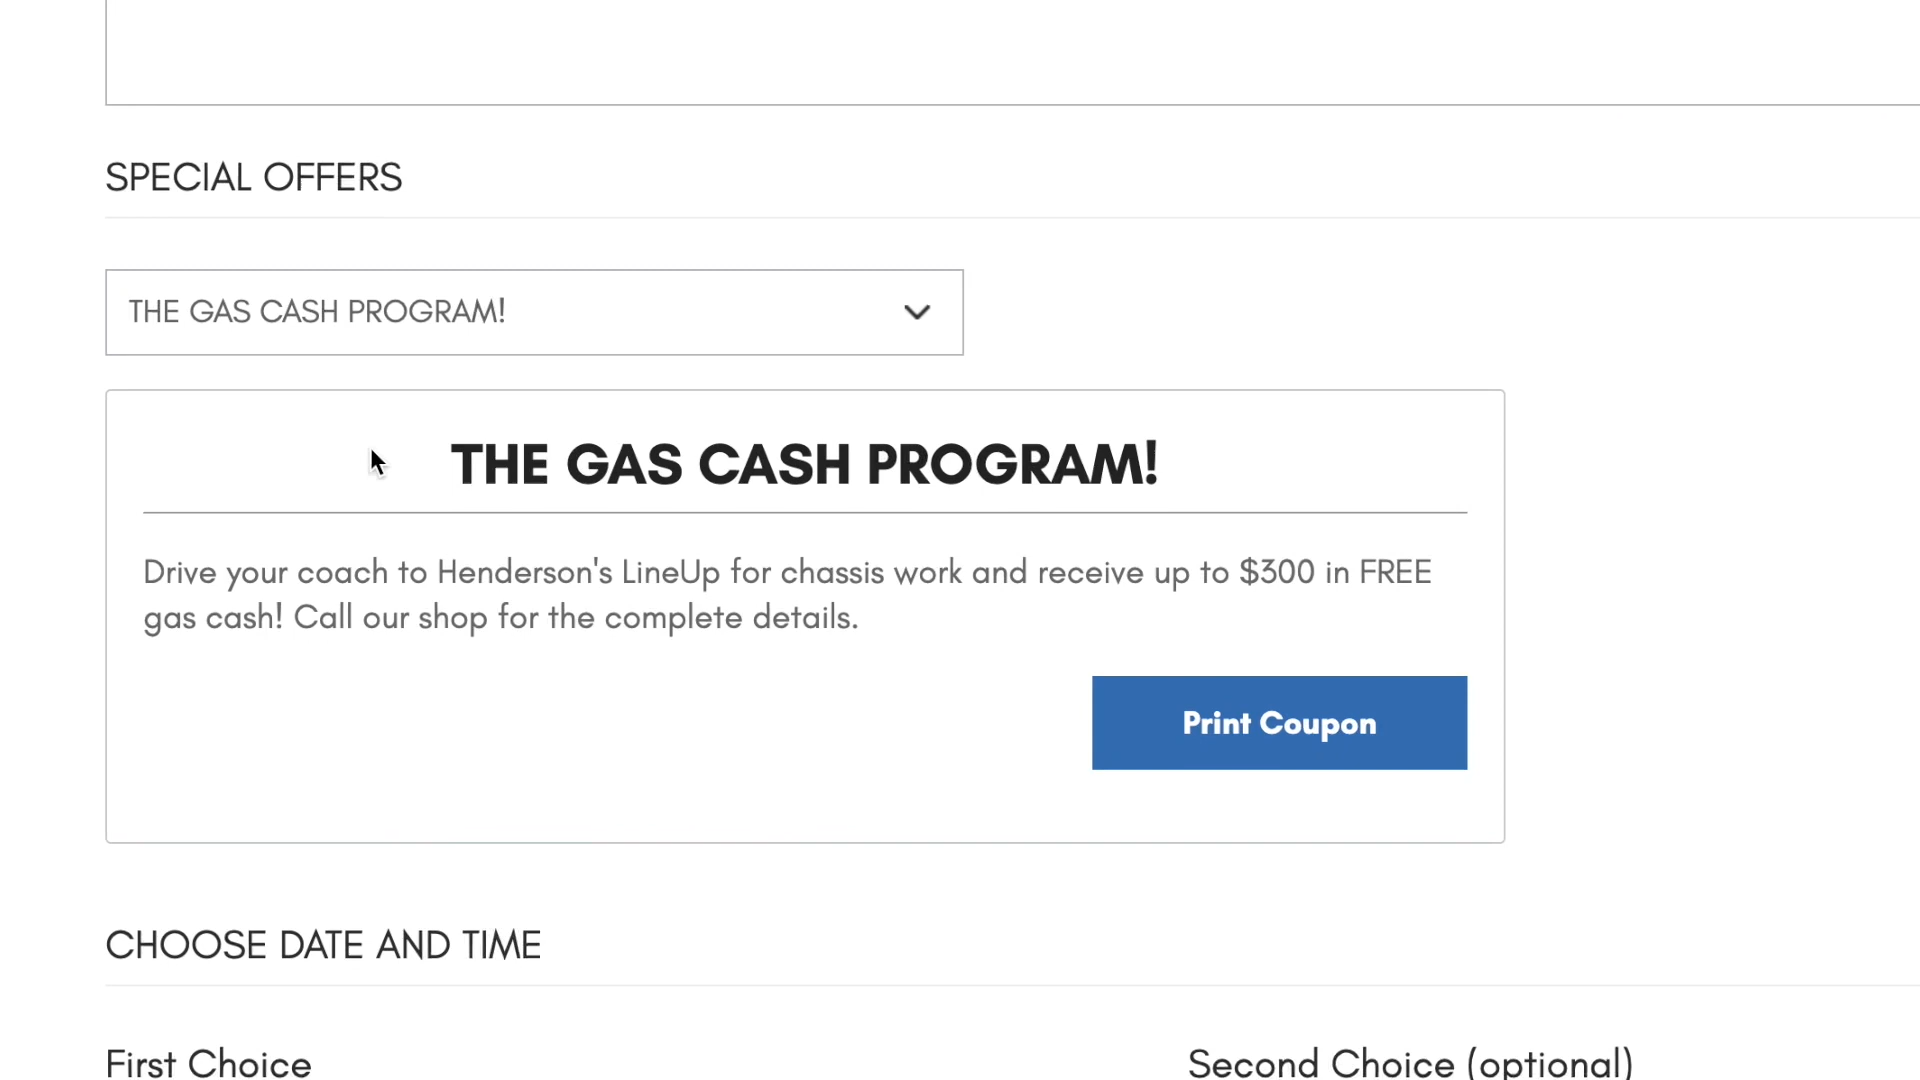 SPECIAL OFFERS
THE GAS CASH PROGRAM!
THE GAS CASH PROGRAM!
Drive your coach to Henderson's LineUp for chassis work and receive up to $300 in FREE
gas cash! Call our shop for the complete details.
Print Coupon
CHOOSE DATE AND TIME
First Choice
Second Choice (optional)